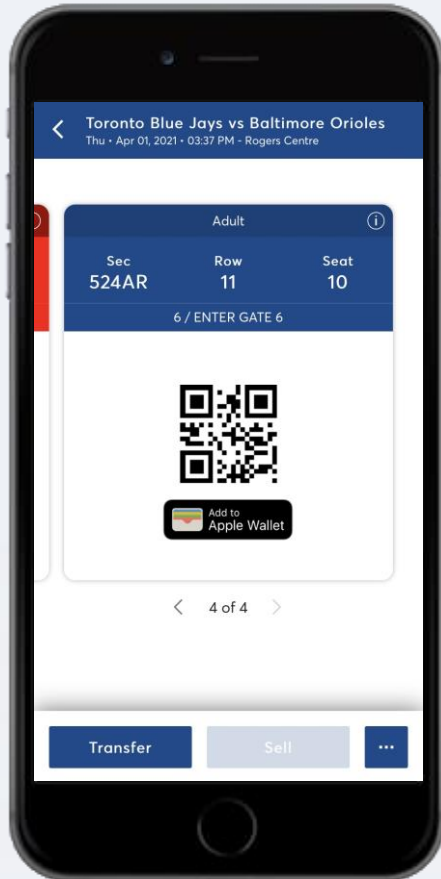 Toronto Blue Jays vs Baltimore Orioles
Thu • Apr 01, 2021 • 03:37 PM - Rogers Centre
Adult
Sec Row Seat
524AR 11 10
6 / ENTER GATE 6
Add to
Apple Wallet
4 of 4
Transfer Sell